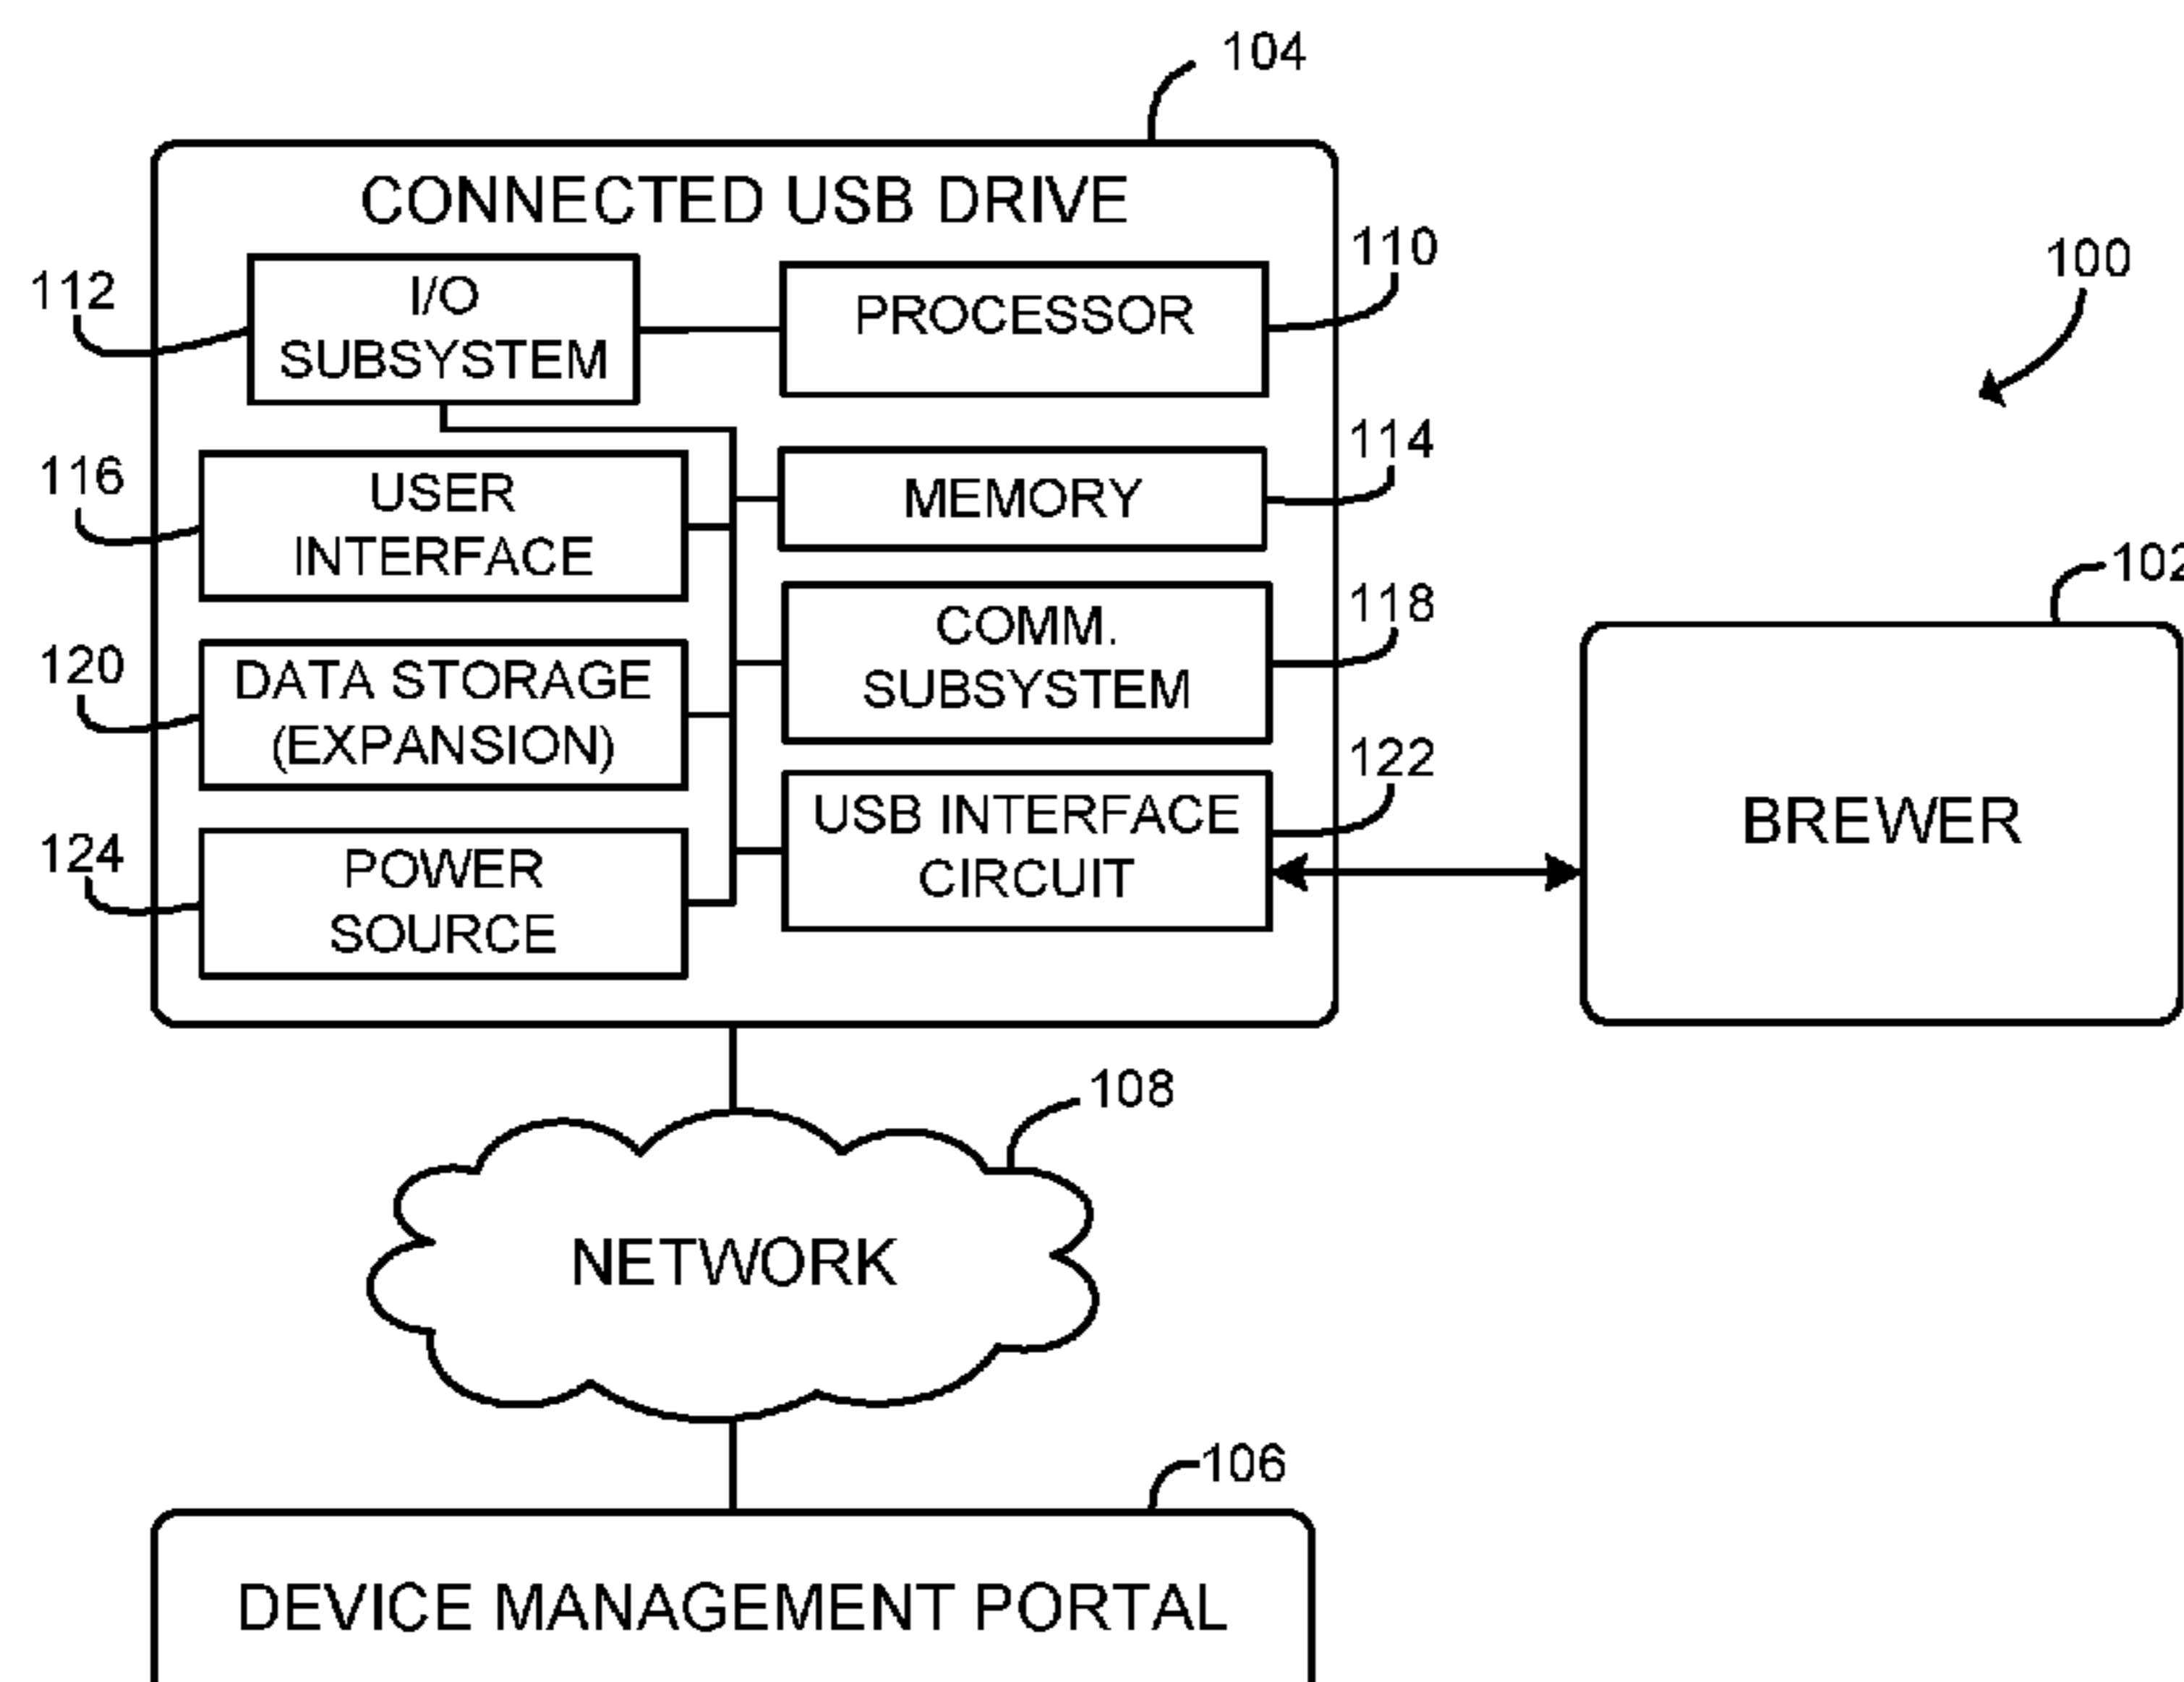 104
CONNECTED USB DRIVE
112
I/O
SUBSYSTEM
PROCESSOR
110
100
116
USER
INTERFACE
MEMORY
114
120
DATA STORAGE
(EXPANSION)
COMM.
SUBSYSTEM
118
102
124
POWER
SOURCE
USB INTERFACE
CIRCUIT
122
BREWER
108
NETWORK
106
DEVICE MANAGEMENT PORTAL